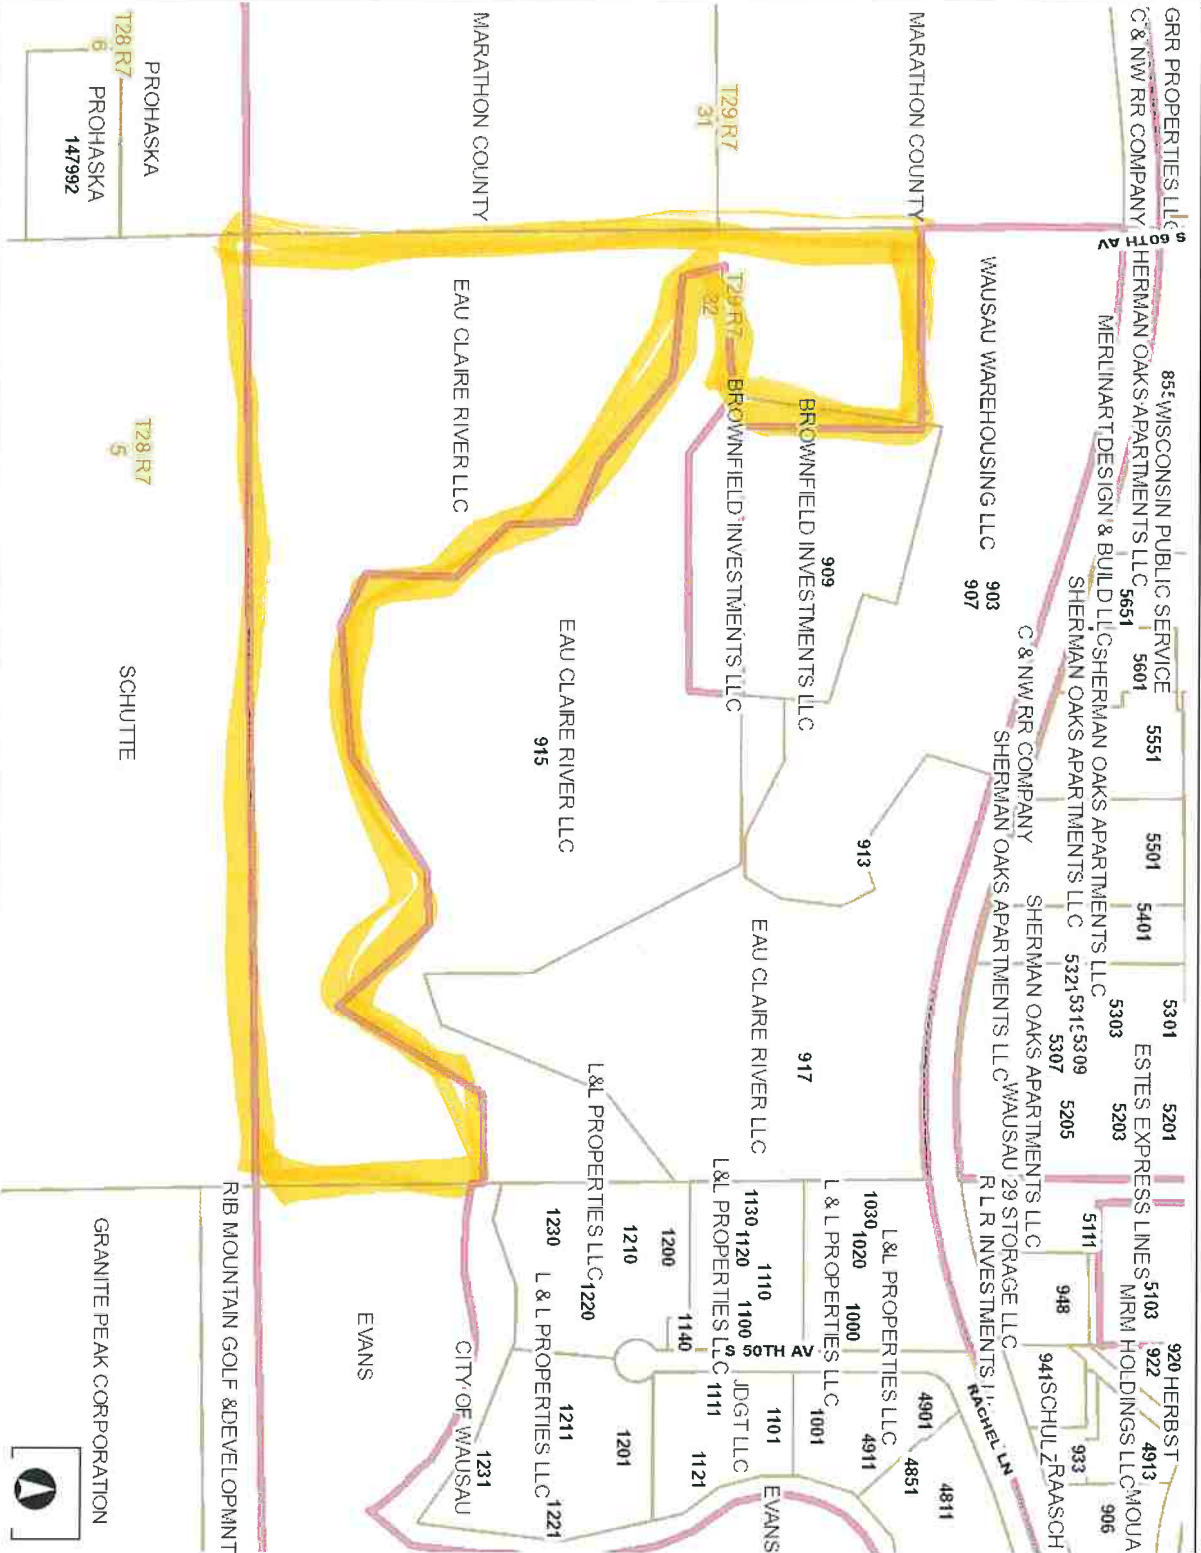 GRR PROPERTIES LLC
C & NW RR COMPANY
S 60TH AV
855
WISCONSIN PUBLIC SERVICE
SHERMAN OAKS APARTMENTS LLC
MERLINART DESIGN & BUILD LLC
5651
5601
5551
5501
5401
5301
SHERMAN OAKS APARTMENTS LLC
SHERMAN OAKS APARTMENTS LLC
5321
5315
5309
5307
5303
5201
5203
5205
ESTES EXPRESS LINES
5103
5111
920
HERBST
922
MRM HOLDINGS LLC
4913
MOUA
948
941
SCHULZ
933
RAASCH
906
C & NW RR COMPANY
SHERMAN OAKS APARTMENTS LLC
SHERMAN OAKS APARTMENTS LLC
WAUSAU 29 STORAGE LLC
R L R INVESTMENTS
RACHEL LN
MARATHON COUNTY
WAUSAU WAREHOUSING LLC
903
907
913
L&L PROPERTIES LLC
4901
4811
4851
4911
1030
1020
1000
L & L PROPERTIES LLC
1001
909
BROWNFIELD INVESTMENTS LLC
917
EAU CLAIRE RIVER LLC
1130
1120
1110
1100
L&L PROPERTIES LLC
S 50TH AV
1101
JDGT LLC
1111
1121
EVANS
T29 R7
31
T29 R7
32
BROWNFIELD INVESTMENTS LLC
1200
1140
1210
1201
MARATHON COUNTY
EAU CLAIRE RIVER LLC
EAU CLAIRE RIVER LLC
915
L&L PROPERTIES LLC
1220
1230
L & L PROPERTIES LLC
1211
1221
1231
CITY OF WAUSAU
EVANS
PROHASKA
T28 R7
6
PROHASKA
147992
T28 R7
5
SCHUTTE
RIB MOUNTAIN GOLF & DEVELOPMNT
GRANITE PEAK CORPORATION